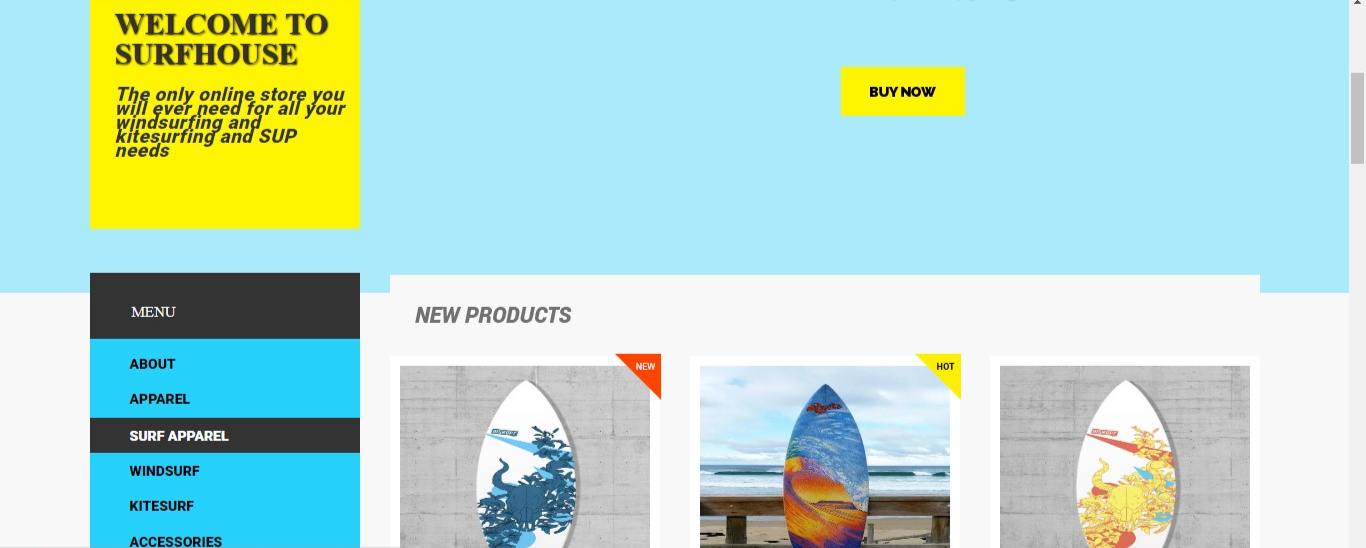 WELCOME TO
SURFHOUSE
The only online store you
will ever need for all your
windsurfing and
kitesurfing and SUP
needs
BUY NOW
MENU
ABOUT
APPAREL
SURF APPAREL
WINDSURF
KITESURF
ACCESSORIES
NEW PRODUCTS
NEW
HOT